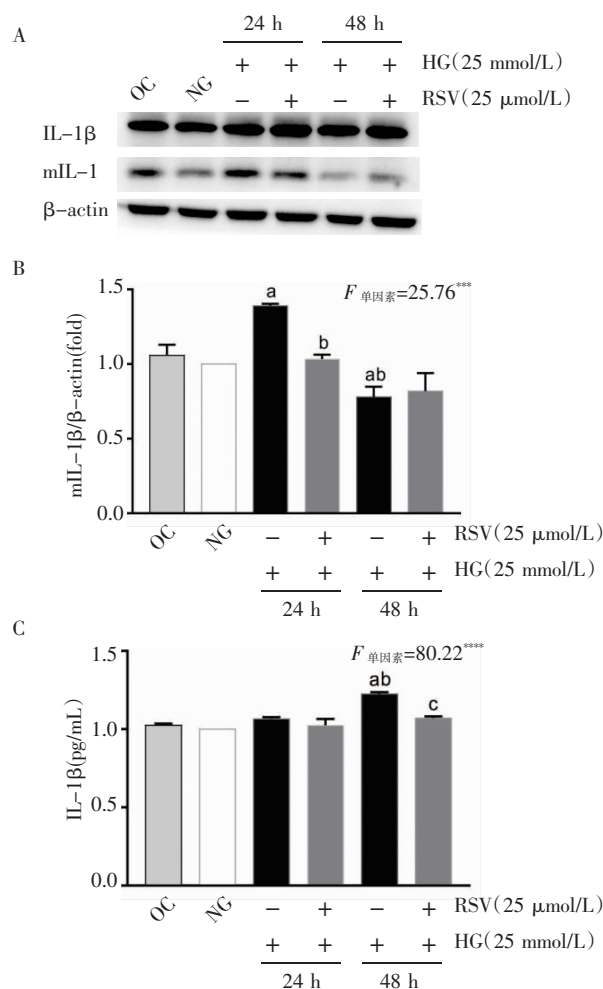 A
24 h 48 h
+ + + + HG(25 mmol/L)
OC NG − + − + RSV(25 μmol/L)
IL−1β
mIL−1
β−actin
B
F 单因素=25.76***
mIL−1β/β−actin(fold)
1.5
1.0
0.5
0.0
a
b
ab
OC NG − + − + RSV(25 μmol/L)
+ + + + HG(25 mmol/L)
24 h 48 h
C
F 单因素=80.22****
IL−1β(pg/mL)
1.5
1.0
0.5
0.0
ab
c
OC NG − + − + RSV(25 μmol/L)
+ + + + HG(25 mmol/L)
24 h 48 h